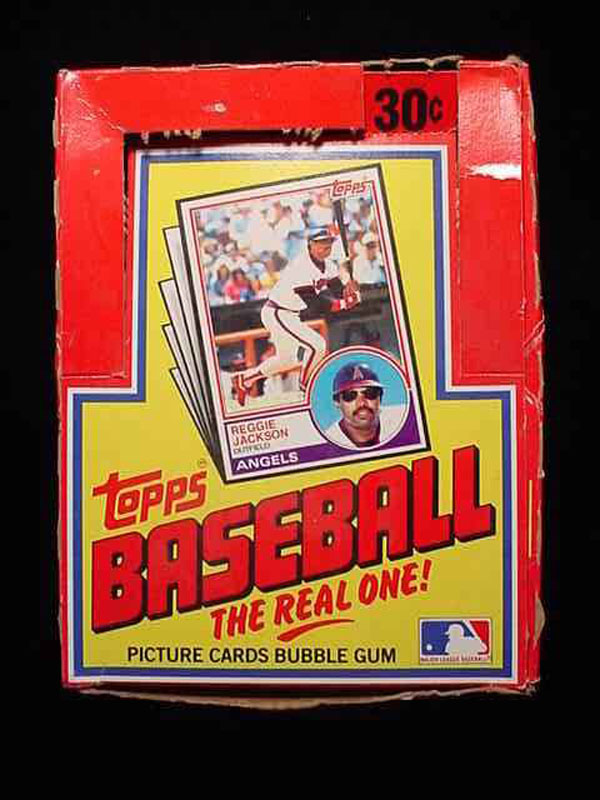 30¢
topps
REGGIE
JACKSON
OUTFIELD
ANGELS
topps
BASEBALL
THE REAL ONE!
PICTURE CARDS BUBBLE GUM
MAJOR LEAGUE BASEBALL